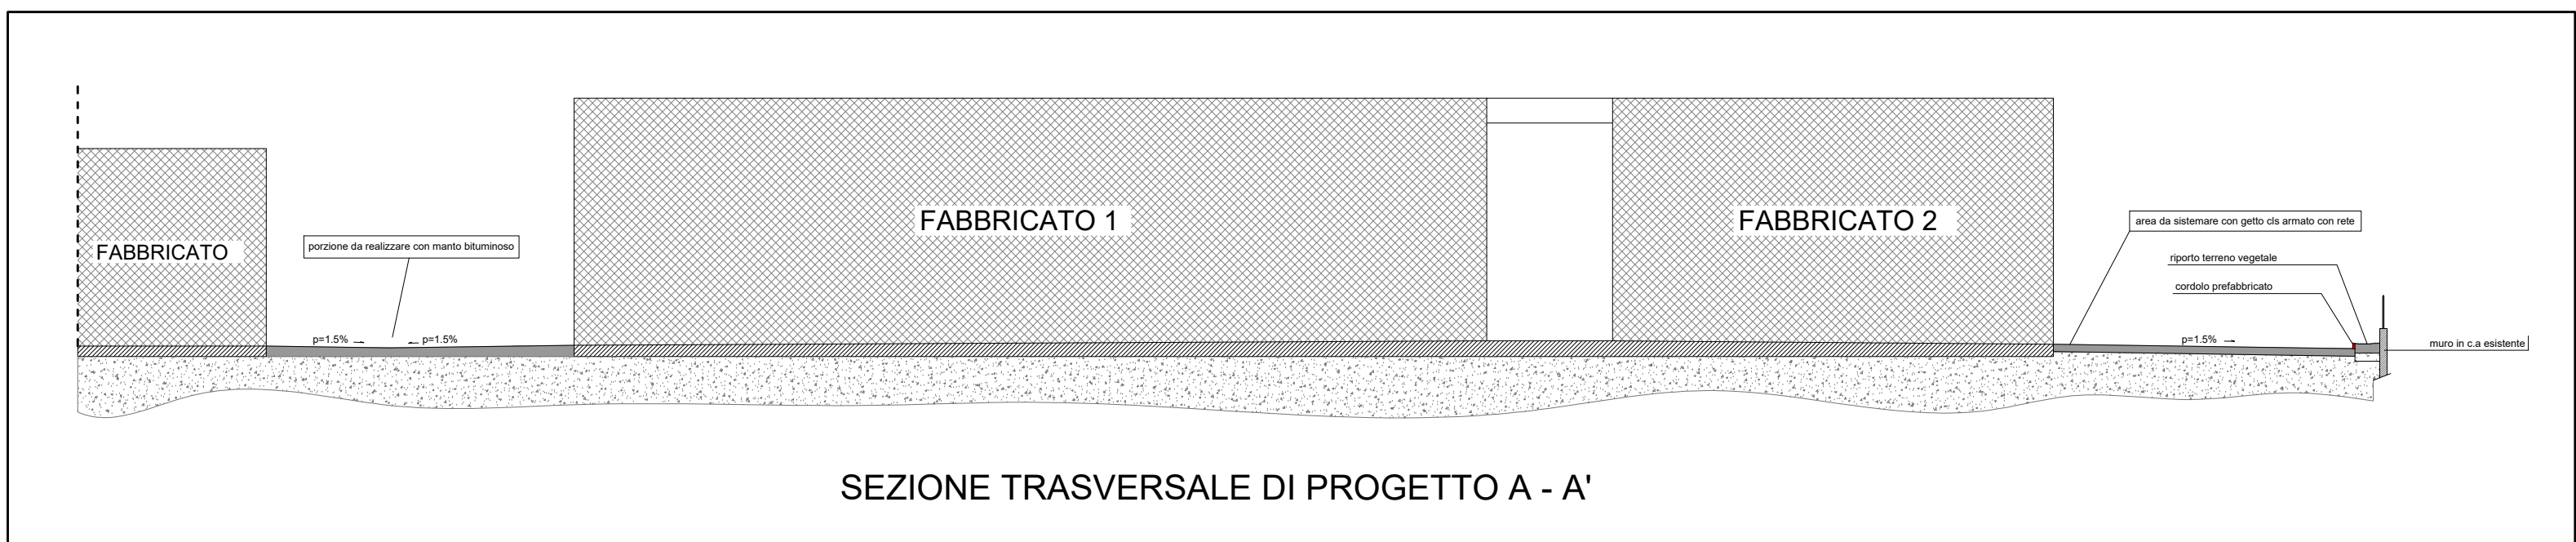 FABBRICATO
porzione da realizzare con manto bituminoso
p=1.5%
p=1.5%
FABBRICATO 1
FABBRICATO 2
area da sistemare con getto cls armato con rete
riporto terreno vegetale
cordolo prefabbricato
p=1.5%
muro in c.a esistente
SEZIONE TRASVERSALE DI PROGETTO A - A'